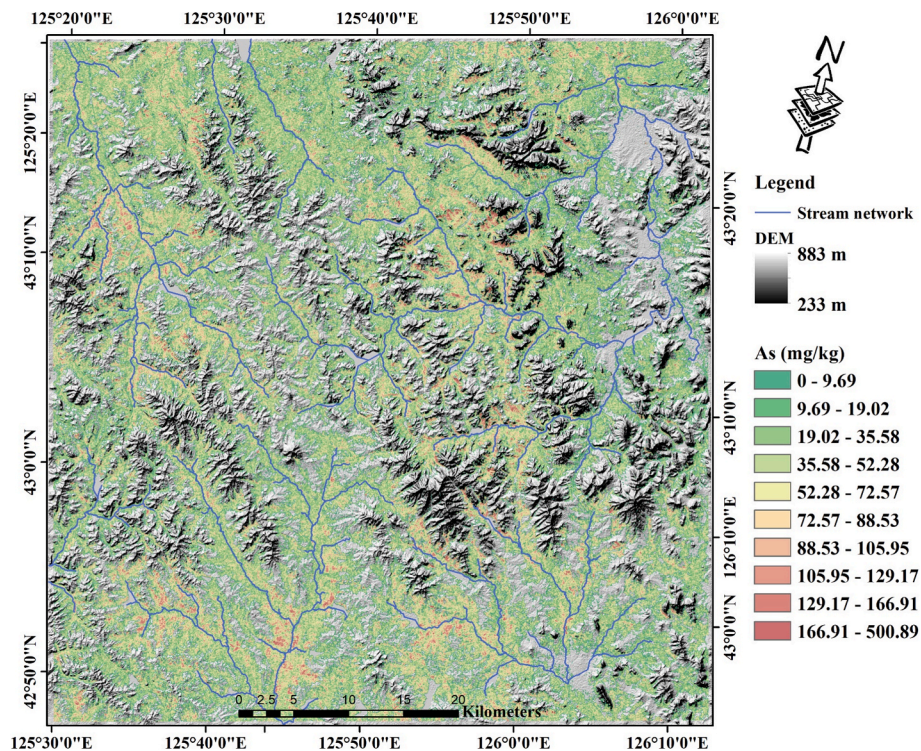 125°20'0"E 125°30'0"E 125°40'0"E 125°50'0"E 126°0'0"E
125°20'0"E
43°10'0"N
43°0'0"N
42°50'0"N
43°20'0"N
43°10'0"N
126°10'0"E
43°0'0"N
N
Legend
Stream network
DEM
883 m
233 m
As (mg/kg)
0 - 9.69
9.69 - 19.02
19.02 - 35.58
35.58 - 52.28
52.28 - 72.57
72.57 - 88.53
88.53 - 105.95
105.95 - 129.17
129.17 - 166.91
166.91 - 500.89
0 2.5 5 10 15 20
Kilometers
125°30'0"E 125°40'0"E 125°50'0"E 126°0'0"E 126°10'0"E